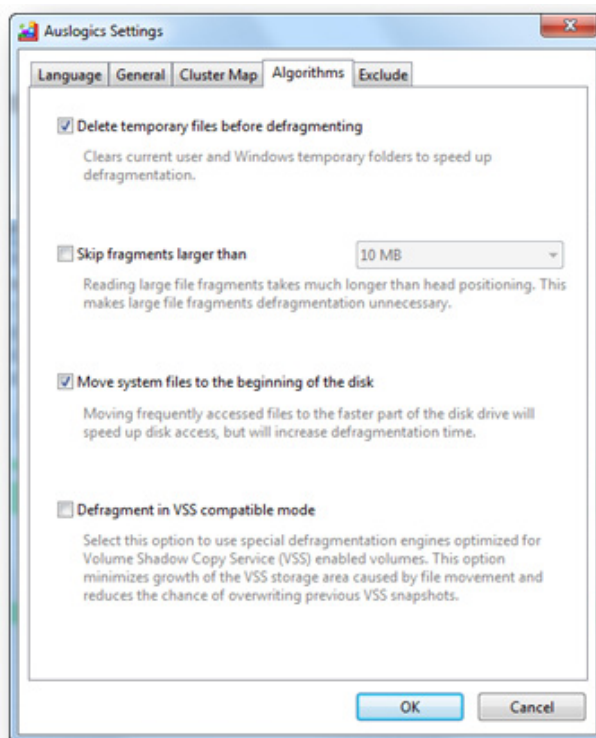 Auslogics Settings
Language General Cluster Map Algorithms Exclude
Delete temporary files before defragmenting
Clears current user and Windows temporary folders to speed up
defragmentation.
Skip fragments larger than 10 MB
Reading large file fragments takes much longer than head positioning. This
makes large file fragments defragmentation unnecessary.
Move system files to the beginning of the disk
Moving frequently accessed files to the faster part of the disk drive will
speed up disk access, but will increase defragmentation time.
Defragment in VSS compatible mode
Select this option to use special defragmentation engines optimized for
Volume Shadow Copy Service (VSS) enabled volumes. This option
minimizes growth of the VSS storage area caused by file movement and
reduces the chance of overwriting previous VSS snapshots.
OK Cancel